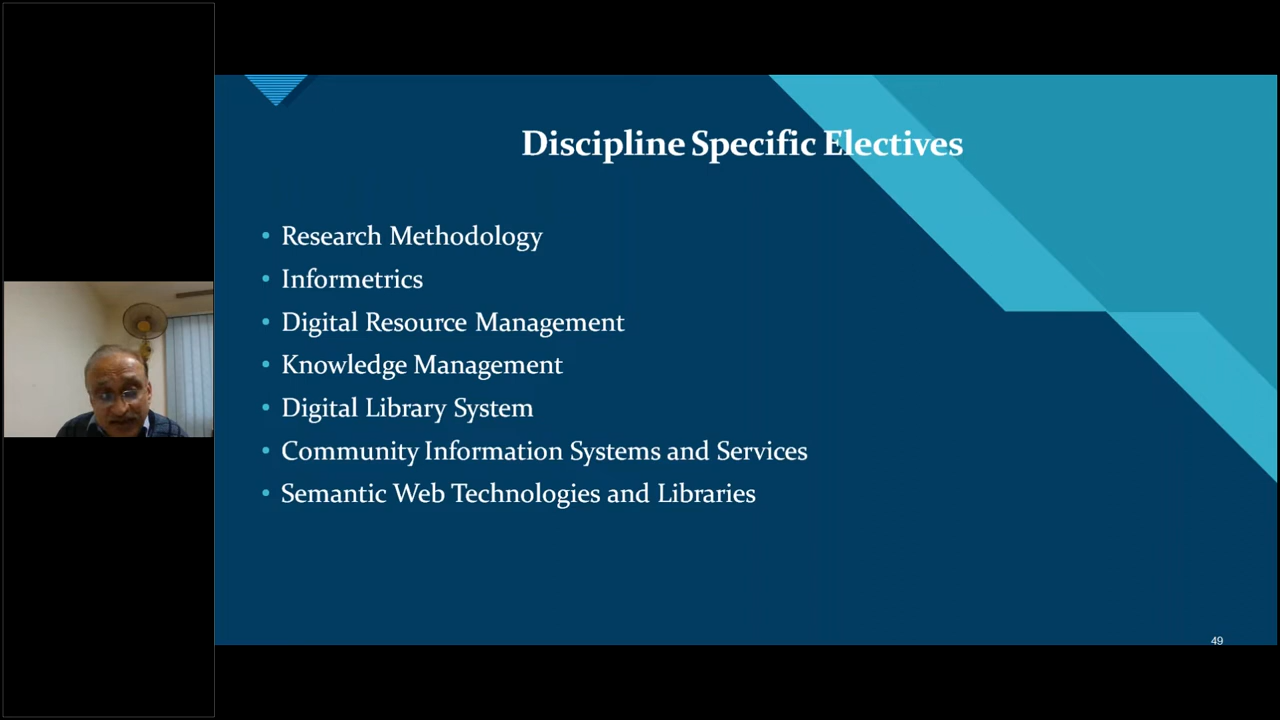 Discipline Specific Electives
• Research Methodology
• Informetrics
• Digital Resource Management
• Knowledge Management
• Digital Library System
• Community Information Systems and Services
• Semantic Web Technologies and Libraries
49